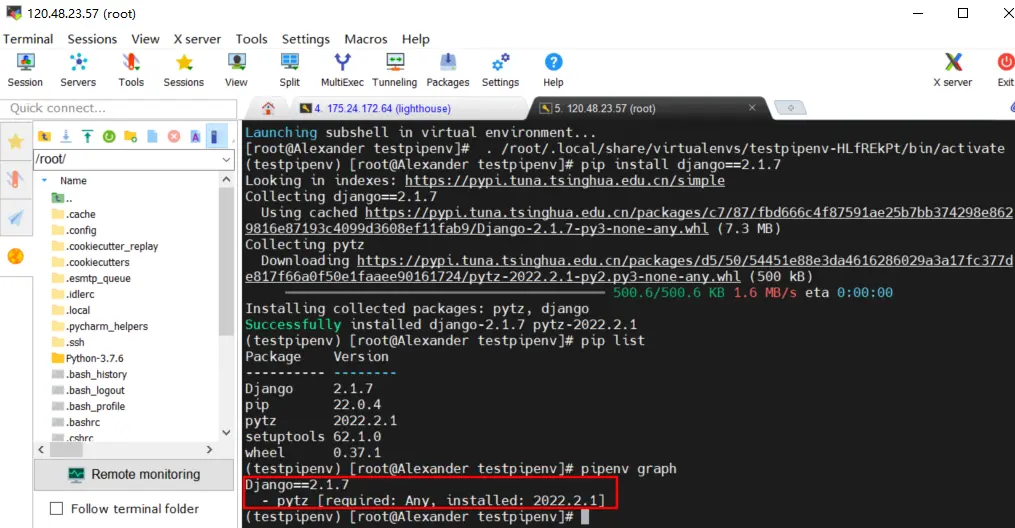 120.48.23.57 (root)
Terminal Sessions View X server Tools Settings Macros Help
Session Servers Tools Sessions View Split MultiExec Tunneling Packages Settings Help X server Exit
Quick connect...
4. 175.24.172.64 (lighthouse)
5. 120.48.23.57 (root)
/root/
Name
..
.cache
.config
.cookiecutter_replay
.cookiecutters
.esmtp_queue
.idlerc
.local
.pycharm_helpers
.ssh
Python-3.7.6
.bash_history
.bash_logout
.bash_profile
.bashrc
.cshrc
Remote monitoring
Follow terminal folder
Launching subshell in virtual environment...
[root@Alexander testpipenv]#  . /root/.local/share/virtualenvs/testpipenv-HLfREkPt/bin/activate
(testpipenv) [root@Alexander testpipenv]# pip install django==2.1.7
Looking in indexes: https://pypi.tuna.tsinghua.edu.cn/simple
Collecting django==2.1.7
  Using cached https://pypi.tuna.tsinghua.edu.cn/packages/c7/87/fbd666c4f87591ae25b7bb374298e862
9816e87193c4099d3608ef11fab9/Django-2.1.7-py3-none-any.whl (7.3 MB)
Collecting pytz
  Downloading https://pypi.tuna.tsinghua.edu.cn/packages/d5/50/54451e88e3da4616286029a3a17fc377d
e817f66a0f50e1faaee90161724/pytz-2022.2.1-py2.py3-none-any.whl (500 kB)
500.6/500.6 KB 1.6 MB/s eta 0:00:00
Installing collected packages: pytz, django
Successfully installed django-2.1.7 pytz-2022.2.1
(testpipenv) [root@Alexander testpipenv]# pip list
Package    Version
---------- --------
Django     2.1.7
pip        22.0.4
pytz       2022.2.1
setuptools 62.1.0
wheel      0.37.1
(testpipenv) [root@Alexander testpipenv]# pipenv graph
Django==2.1.7
  - pytz [required: Any, installed: 2022.2.1]
(testpipenv) [root@Alexander testpipenv]#